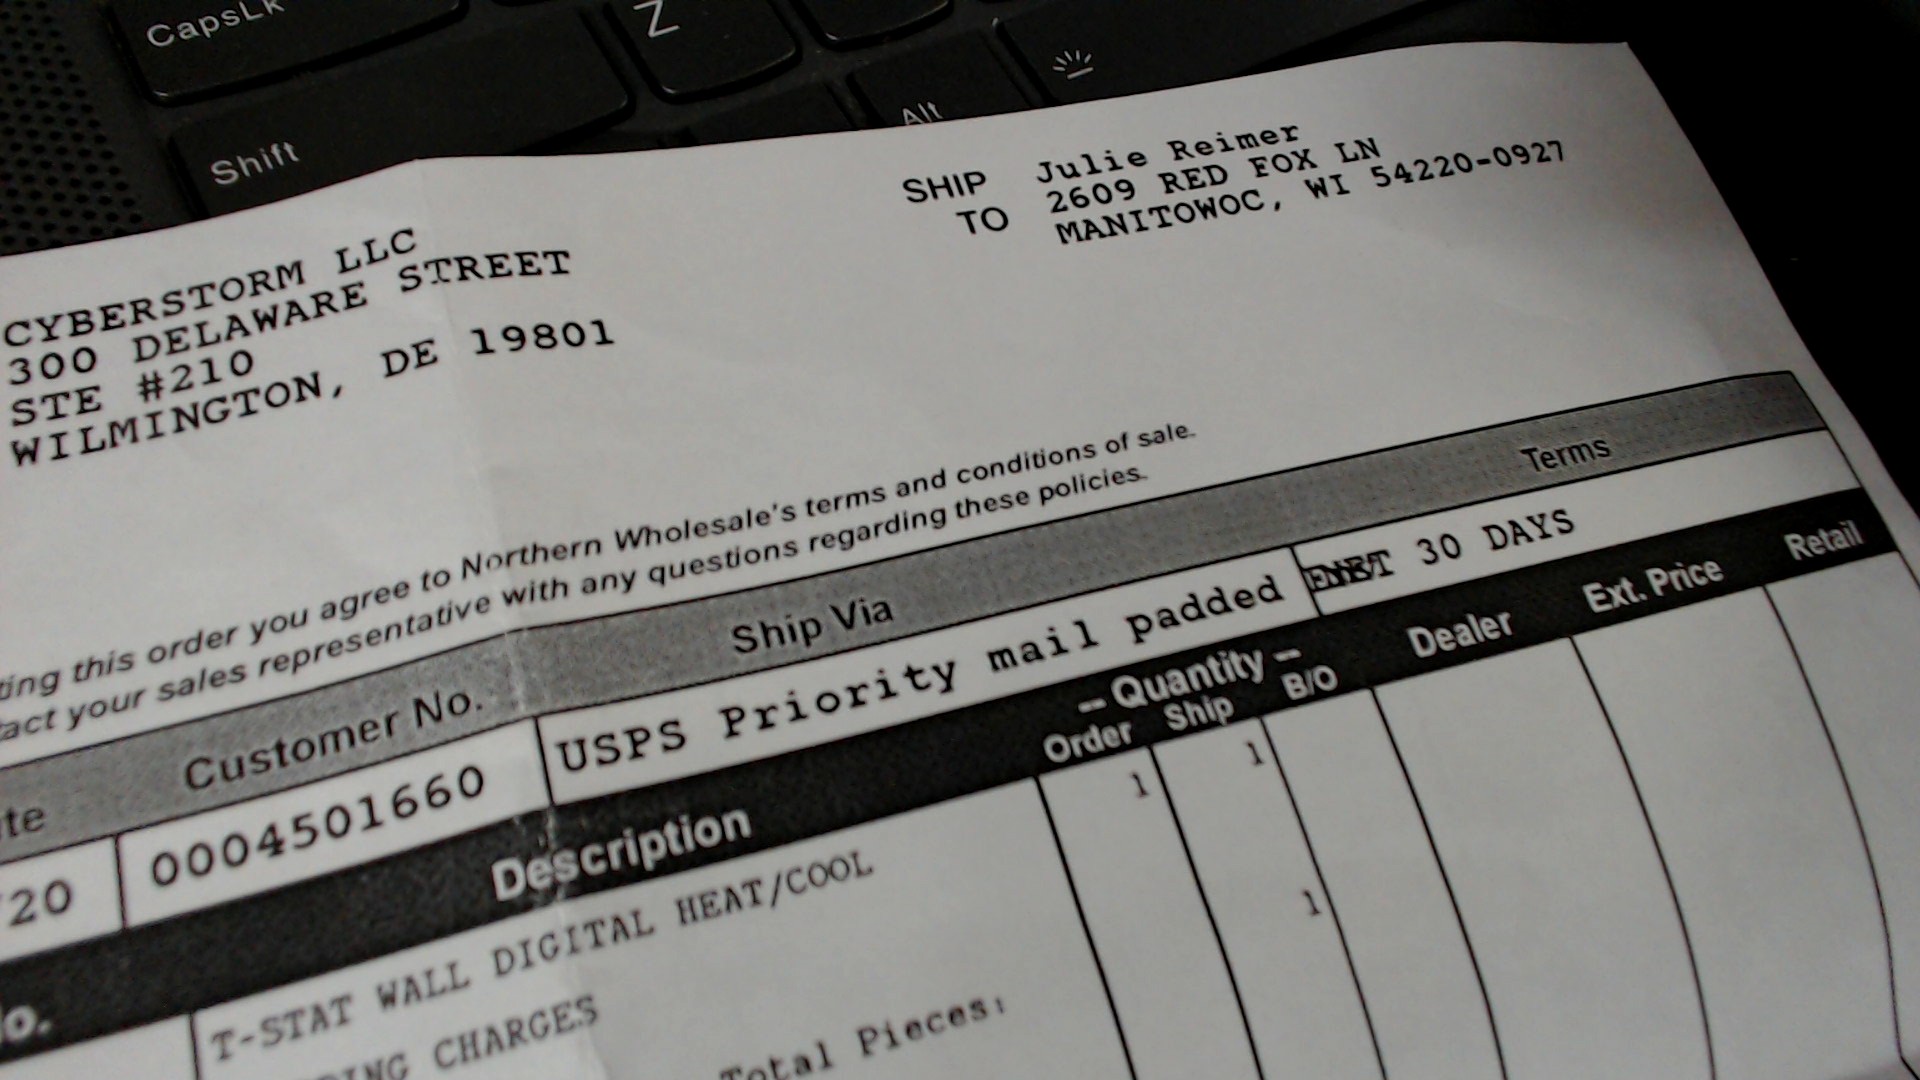 CapsLk
Z
Shift
Alt
SHIP TO
Julie Reimer
2609 RED FOX LN
MANITOWOC, WI 54220-0927
CYBERSTORM LLC
300 DELAWARE STREET
STE #210
WILMINGTON, DE 19801
ting this order you agree to Northern Wholesale's terms and conditions of sale.
tact your sales representative with any questions regarding these policies.
te Customer No. Ship Via Terms
20 0004501660 USPS Priority mail padded NET 30 DAYS
o. Description -- Quantity -- Dealer Ext. Price Retail
Order Ship B/O
T-STAT WALL DIGITAL HEAT/COOL 1 1
ING CHARGES 1
Total Pieces: